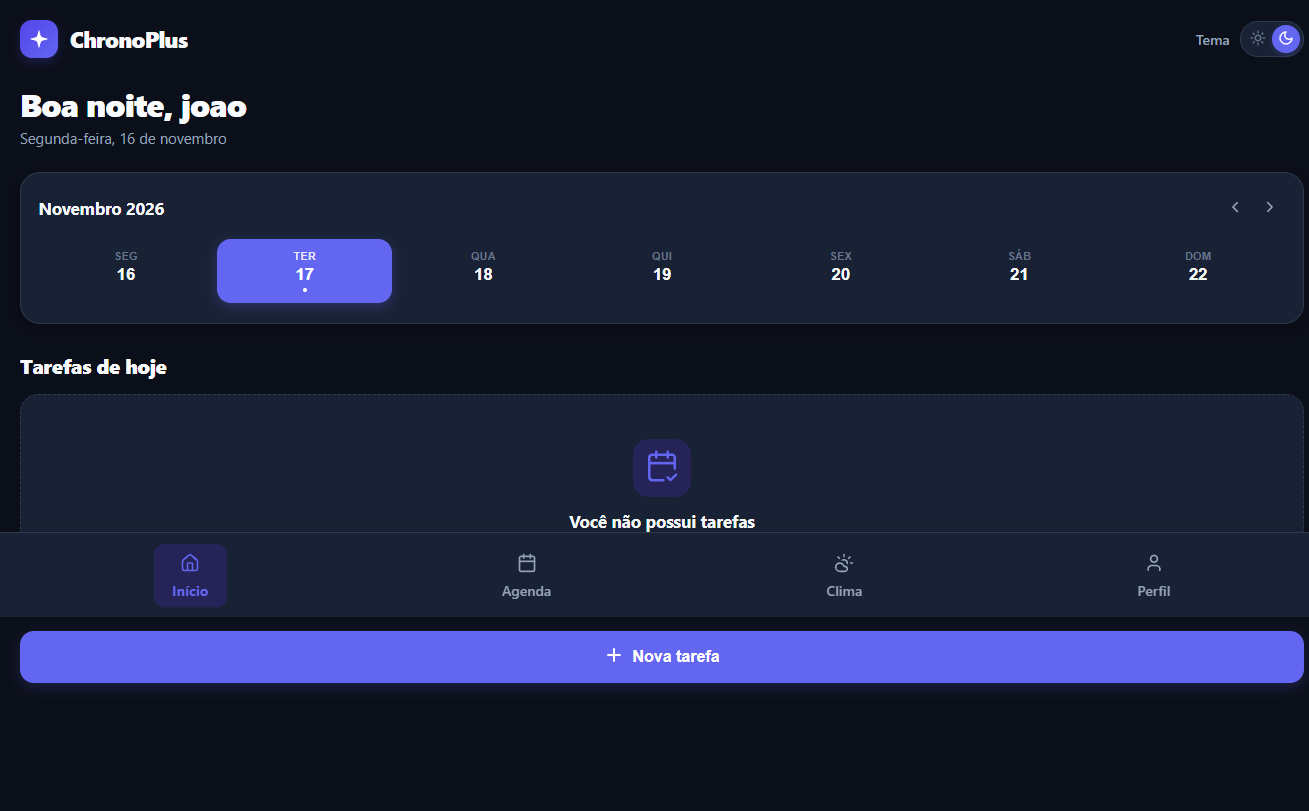 ChronoPlus
Tema
Boa noite, joao
Segunda-feira, 16 de novembro
Novembro 2026
SEG TER QUA QUI SEX SÁB DOM
16 17 18 19 20 21 22
Tarefas de hoje
Você não possui tarefas
Início Agenda Clima Perfil
Nova tarefa